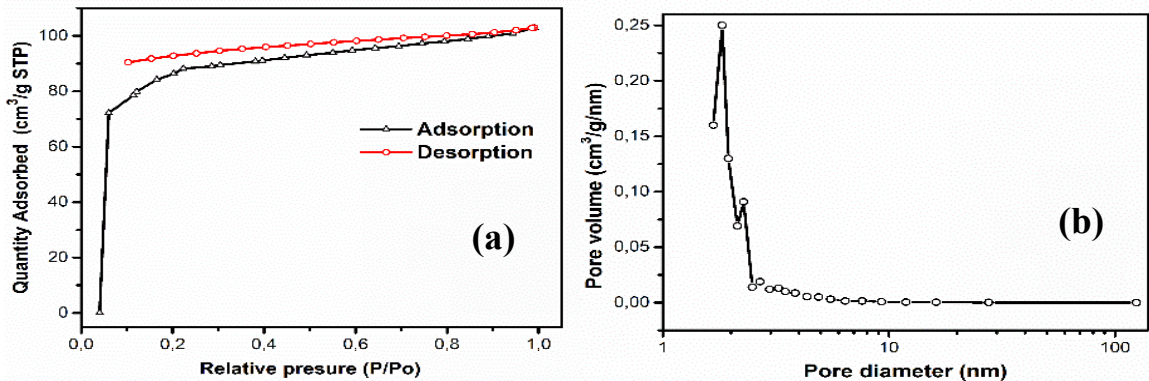 Quantity Adsorbed (cm³/g STP)
100
80
60
40
20
0
Adsorption
Desorption
(a)
0,0 0,2 0,4 0,6 0,8 1,0
Relative presure (P/Po)
Pore volume (cm³/g/nm)
0,25
0,20
0,15
0,10
0,05
0,00
(b)
1 10 100
Pore diameter (nm)